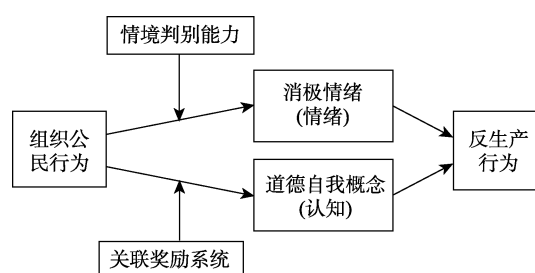 情境判别能力
消极情绪
(情绪)
组织公
民行为
反生产
行为
道德自我概念
(认知)
关联奖励系统